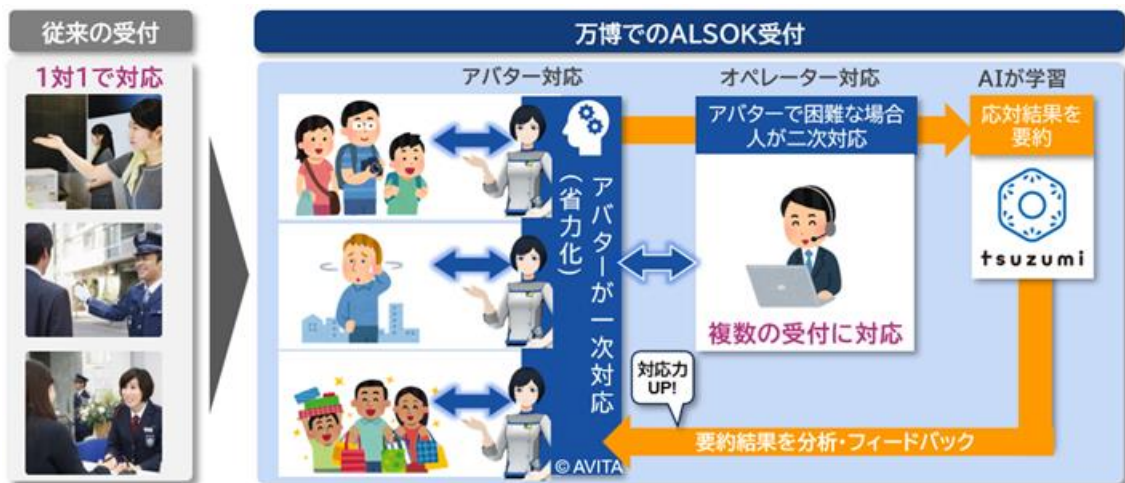 従来の受付
1対1で対応
万博でのALSOK受付
アバター対応
オペレーター対応
AIが学習
アバターが一次対応
(省力化)
アバターで困難な場合
人が二次対応
複数の受付に対応
応対結果を
要約
tsuzumi
対応力
UP!
要約結果を分析・フィードバック
© AVITA